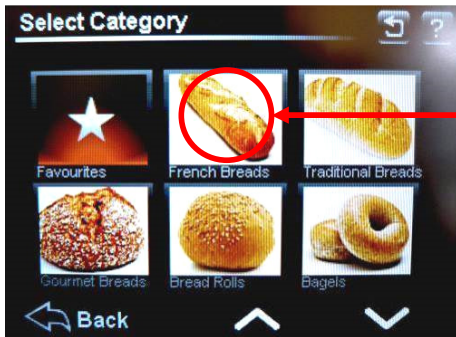 Select Category
?
Favourites
French Breads
Traditional Breads
Gourmet Breads
Bread Rolls
Bagels
Back